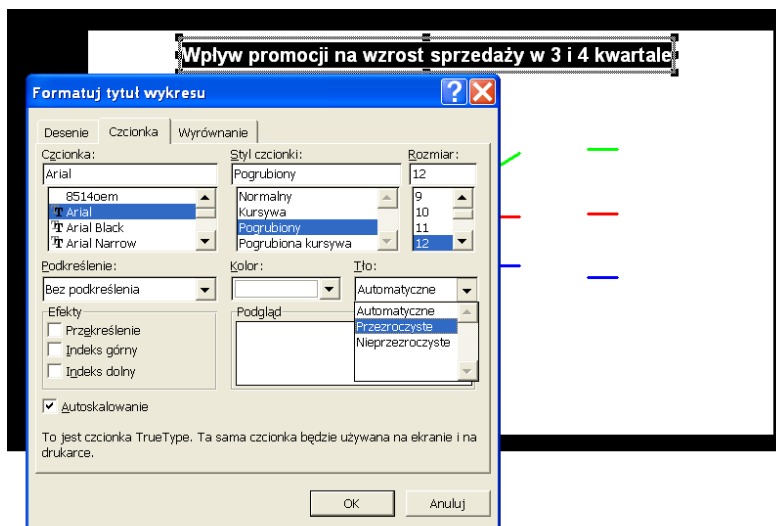 Wpływ promocji na wzrost sprzedaży w 3 i 4 kwartale
Formatuj tytuł wykresu
Desenie Czcionka Wyrównanie
Czcionka: Styl czcionki: Rozmiar:
Arial Pogrubiony 12
8514oem Normalny 9
Arial Kursywa 10
Arial Black Pogrubiony 11
Arial Narrow Pogrubiona kursywa 12
Podkreślenie: Kolor: Tło:
Bez podkreślenia Automatyczne
Efekty Podgląd Automatyczne
Przekreślenie Przezroczyste
Indeks górny Nieprzezroczyste
Indeks dolny
Autoskalowanie
To jest czcionka TrueType. Ta sama czcionka będzie używana na ekranie i na
drukarce.
OK Anuluj